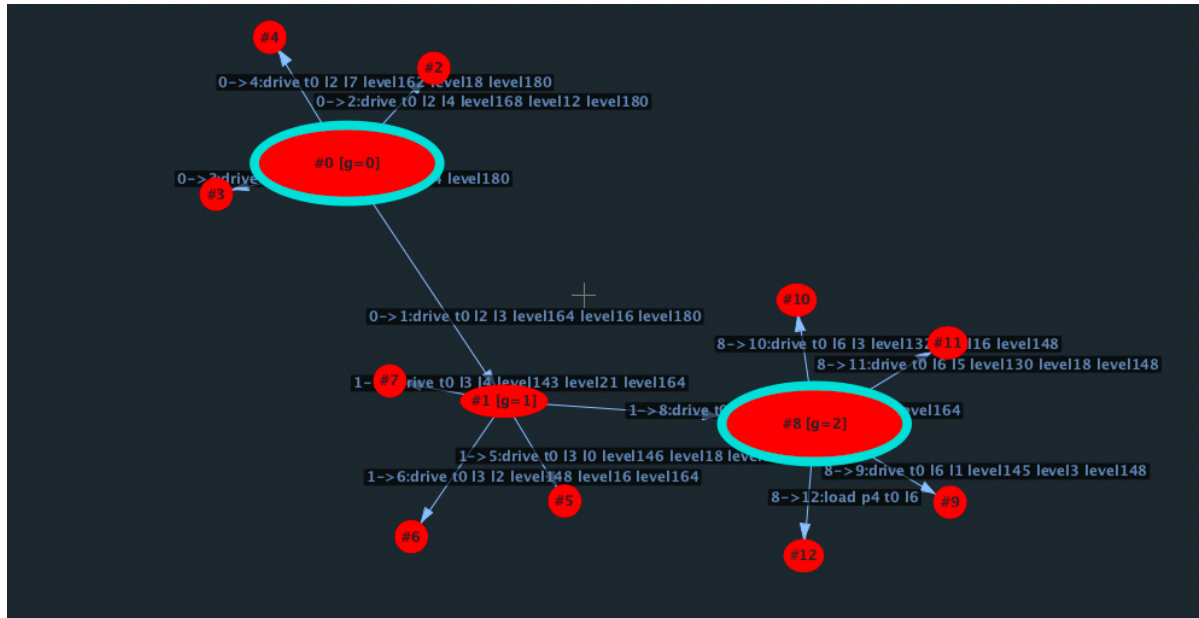 #4
#2
0->4:drive t0 l2 l7 level162 level18 level180
0->2:drive t0 l2 l4 level168 level12 level180
#0 [g=0]
0->3:drive level180
#3
#10
0->1:drive t0 l2 l3 level164 level16 level180
8->10:drive t0 l6 l3 level132 level16 level148
#11
8->11:drive t0 l6 l5 level130 level18 level148
#7
drive t0 l3 l4 level143 level21 level164
#1 [g=1]
1->8:drive level164
#8 [g=2]
1->5:drive t0 l3 l0 level146 level18
8->9:drive t0 l6 l1 level145 level3 level148
1->6:drive t0 l3 l2 level148 level16 level164
8->12:load p4 t0 l6
#5
#9
#6
#12